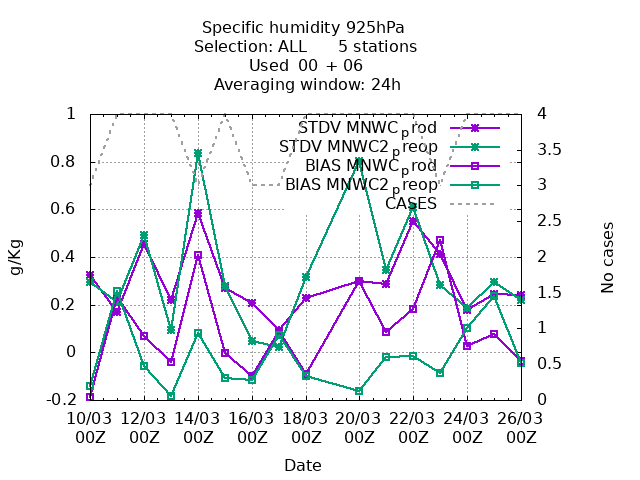 Specific humidity 925hPa
Selection: ALL 5 stations
Used 00 + 06
Averaging window: 24h
STDV MNWC_prod
STDV MNWC2_preop
BIAS MNWC_prod
BIAS MNWC2_preop
CASES
g/Kg
1
0.8
0.6
0.4
0.2
0
-0.2
4
3.5
3
2.5
2
1.5
1
0.5
0
No cases
10/03 12/03 14/03 16/03 18/03 20/03 22/03 24/03 26/03
00Z 00Z 00Z 00Z 00Z 00Z 00Z 00Z 00Z
Date